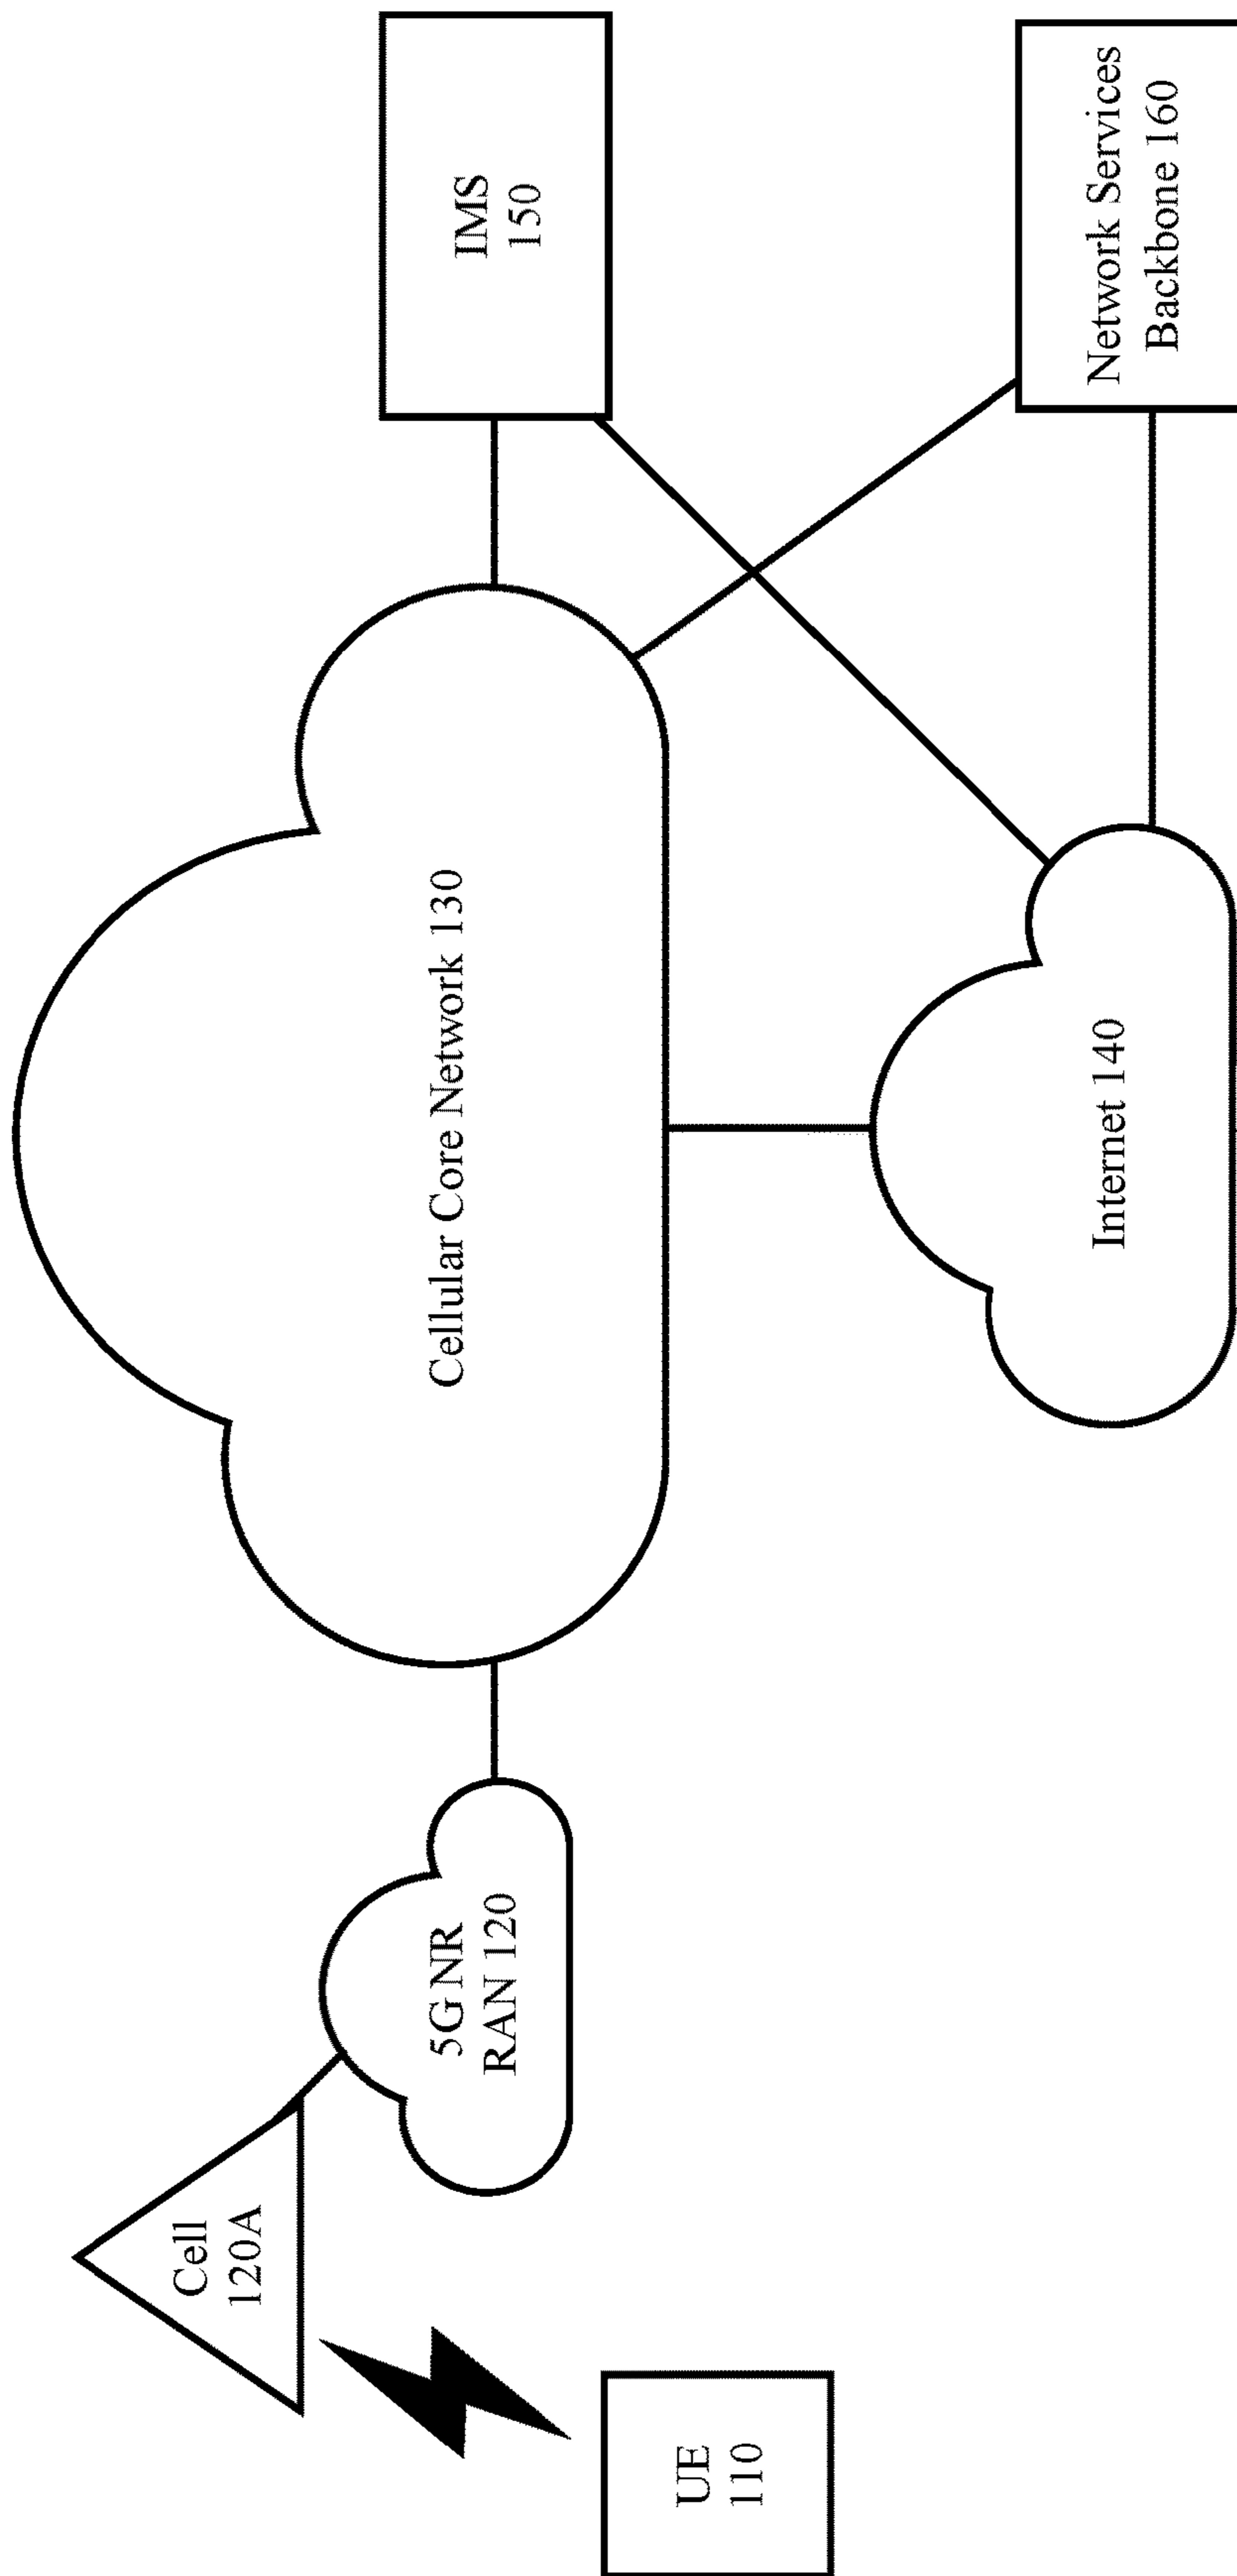 Cell
120A
UE
110
5G NR
RAN 120
Cellular Core Network 130
Internet 140
IMS
150
Network Services
Backbone 160